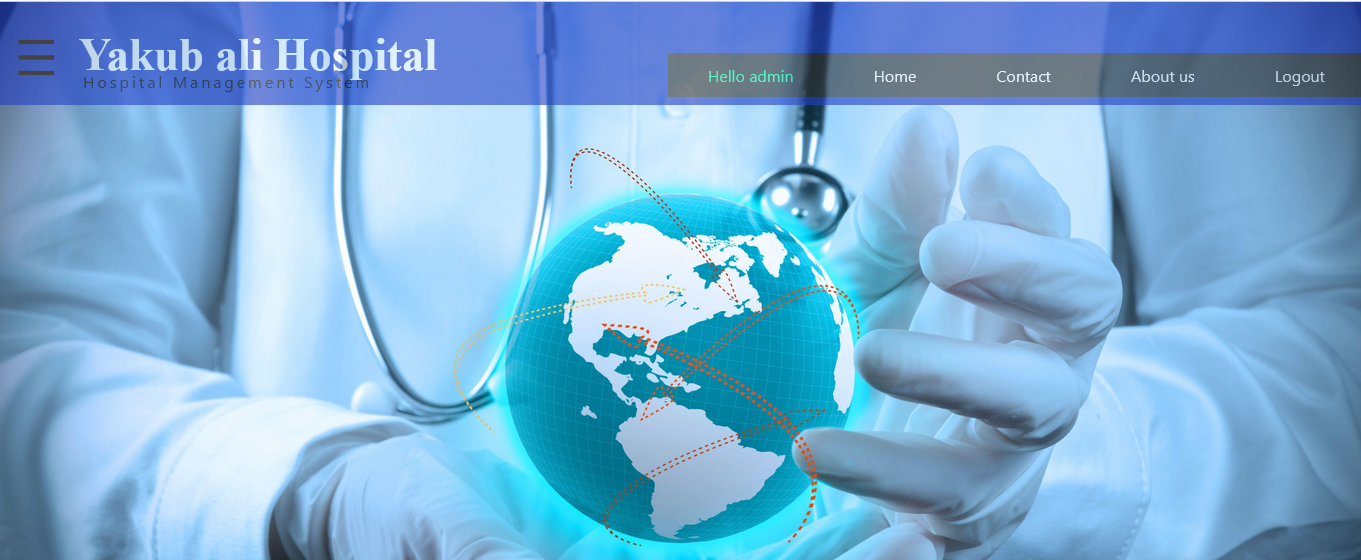 Yakub ali Hospital
Hospital Management System
Hello admin Home Contact About us Logout